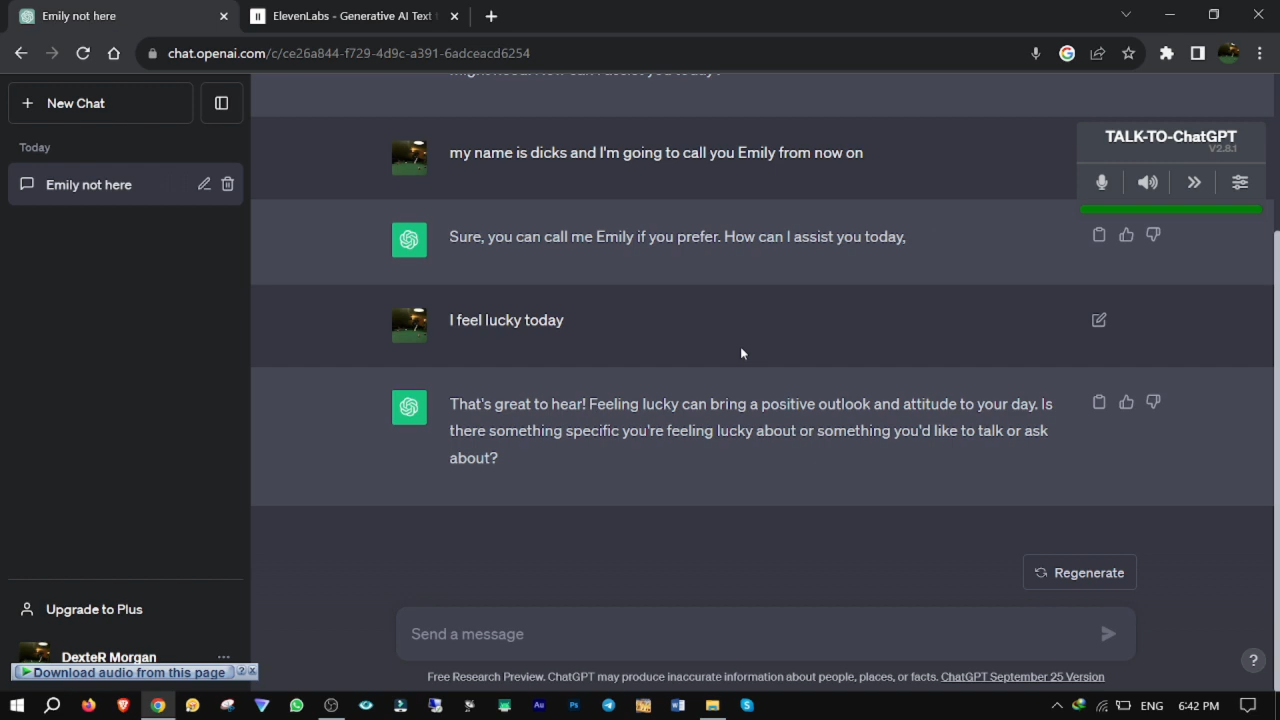 Emily not here
ElevenLabs - Generative AI Text
chat.openai.com/c/ce26a844-f729-4d9c-a391-6adceacd6254
New Chat
Today
Emily not here
my name is dicks and I'm going to call you Emily from now on
TALK-TO-ChatGPT
V2.8.1
Sure, you can call me Emily if you prefer. How can I assist you today,
I feel lucky today
That's great to hear! Feeling lucky can bring a positive outlook and attitude to your day. Is
there something specific you're feeling lucky about or something you'd like to talk or ask
about?
Regenerate
Upgrade to Plus
Send a message
DexteR Morgan
Download audio from this page
? x
?
Free Research Preview. ChatGPT may produce inaccurate information about people, places, or facts. ChatGPT September 25 Version
Au
Ps
W
S
ENG
6:42 PM